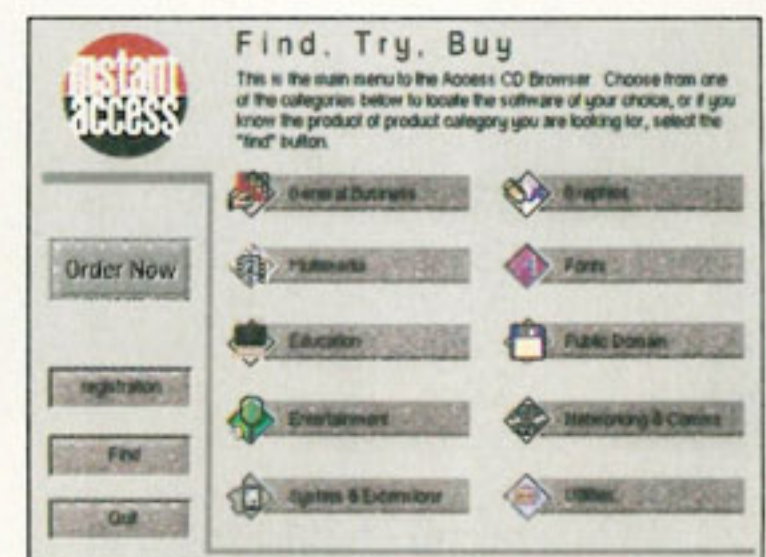 instant
access
Find. Try. Buy
This is the main menu to the Access CD Browser Choose from one
of the categories below to locate the software of your choice, or if you
know the product of product category you are looking for, select the
"find" button.
General Business
Graphics
Multimedia
Fonts
Order Now
Education
Public Domain
registration
Entertainment
Networking & Comms
Find
System & Extensions
Utilities
Quit